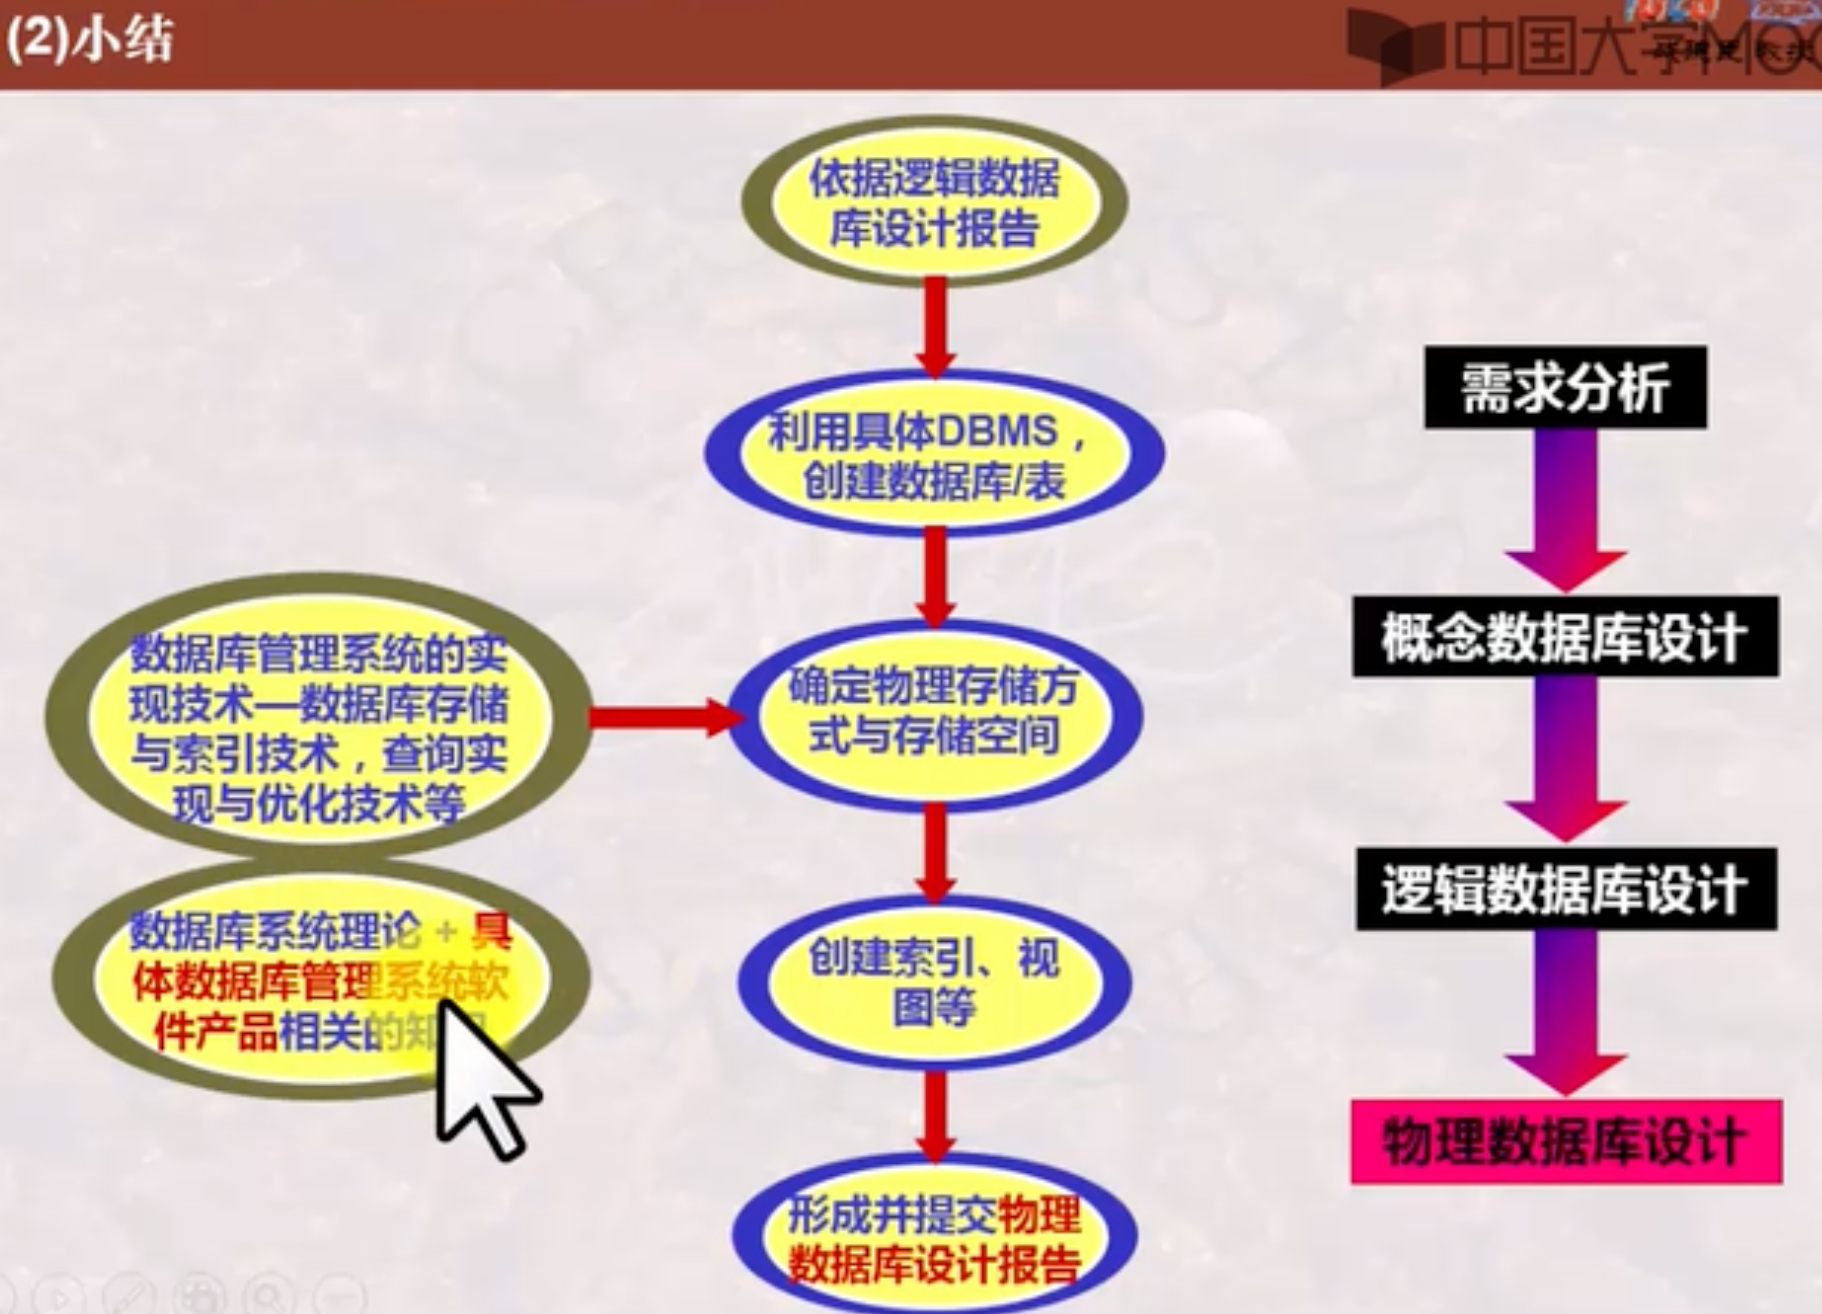 (2)小结
中国大学MOO
依据逻辑数据
库设计报告
利用具体DBMS，
创建数据库/表
数据库管理系统的实
现技术—数据库存储
与索引技术，查询实
现与优化技术等
确定物理存储方
式与存储空间
数据库系统理论 + 具
体数据库管理系统软
件产品相关的知
创建索引、视
图等
形成并提交物理
数据库设计报告
需求分析
概念数据库设计
逻辑数据库设计
物理数据库设计